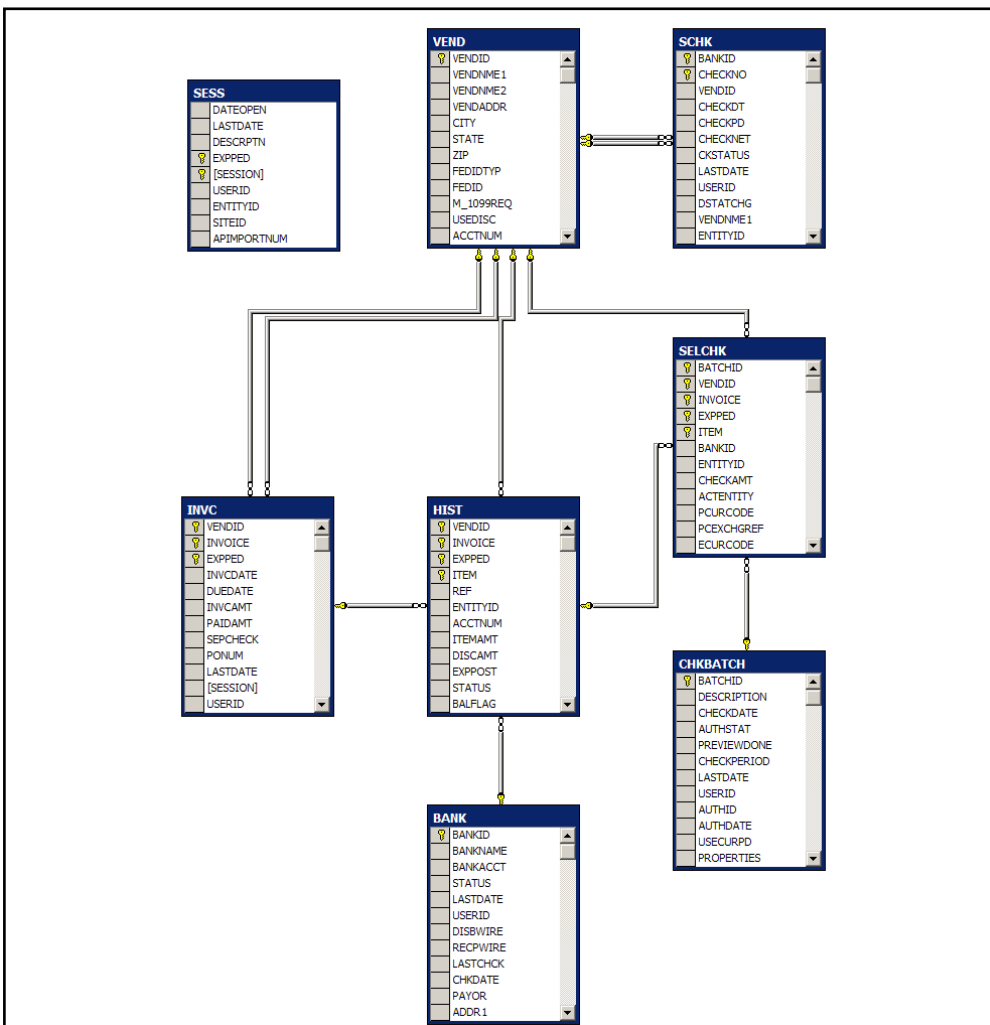 VEND
VENDID
VENDNME1
VENDNME2
VENDADDR
CITY
STATE
ZIP
FEDIDTYP
FEDID
M_1099REQ
USEDISC
ACCTNUM
SCHK
BANKID
CHECKNO
VENDID
CHECKDT
CHECKPD
CHECKNET
CKSTATUS
LASTDATE
USERID
DSTATCHG
VENDNME1
ENTITYID
SESS
DATEOPEN
LASTDATE
DESCRPTN
EXPPED
[SESSION]
USERID
ENTITYID
SITEID
APIMPORTNUM
SELCHK
BATCHID
VENDID
INVOICE
EXPPED
ITEM
BANKID
ENTITYID
CHECKAMT
ACTENTITY
PCURCODE
PCEXCHGREF
ECURCODE
INVC
VENDID
INVOICE
EXPPED
INVCDATE
DUEDATE
INVCAMT
PAIDAMT
SEPCHECK
PONUM
LASTDATE
[SESSION]
USERID
HIST
VENDID
INVOICE
EXPPED
ITEM
REF
ENTITYID
ACCTNUM
ITEMAMT
DISCAMT
EXPPOST
STATUS
BALFLAG
CHKBATCH
BATCHID
DESCRIPTION
CHECKDATE
AUTHSTAT
PREVIEWDONE
CHECKPERIOD
LASTDATE
USERID
AUTHID
AUTHDATE
USECURPD
PROPERTIES
BANK
BANKID
BANKNAME
BANKACCT
STATUS
LASTDATE
USERID
DISBWIRE
RECPWIRE
LASTCHCK
CHKDATE
PAYOR
ADDR1